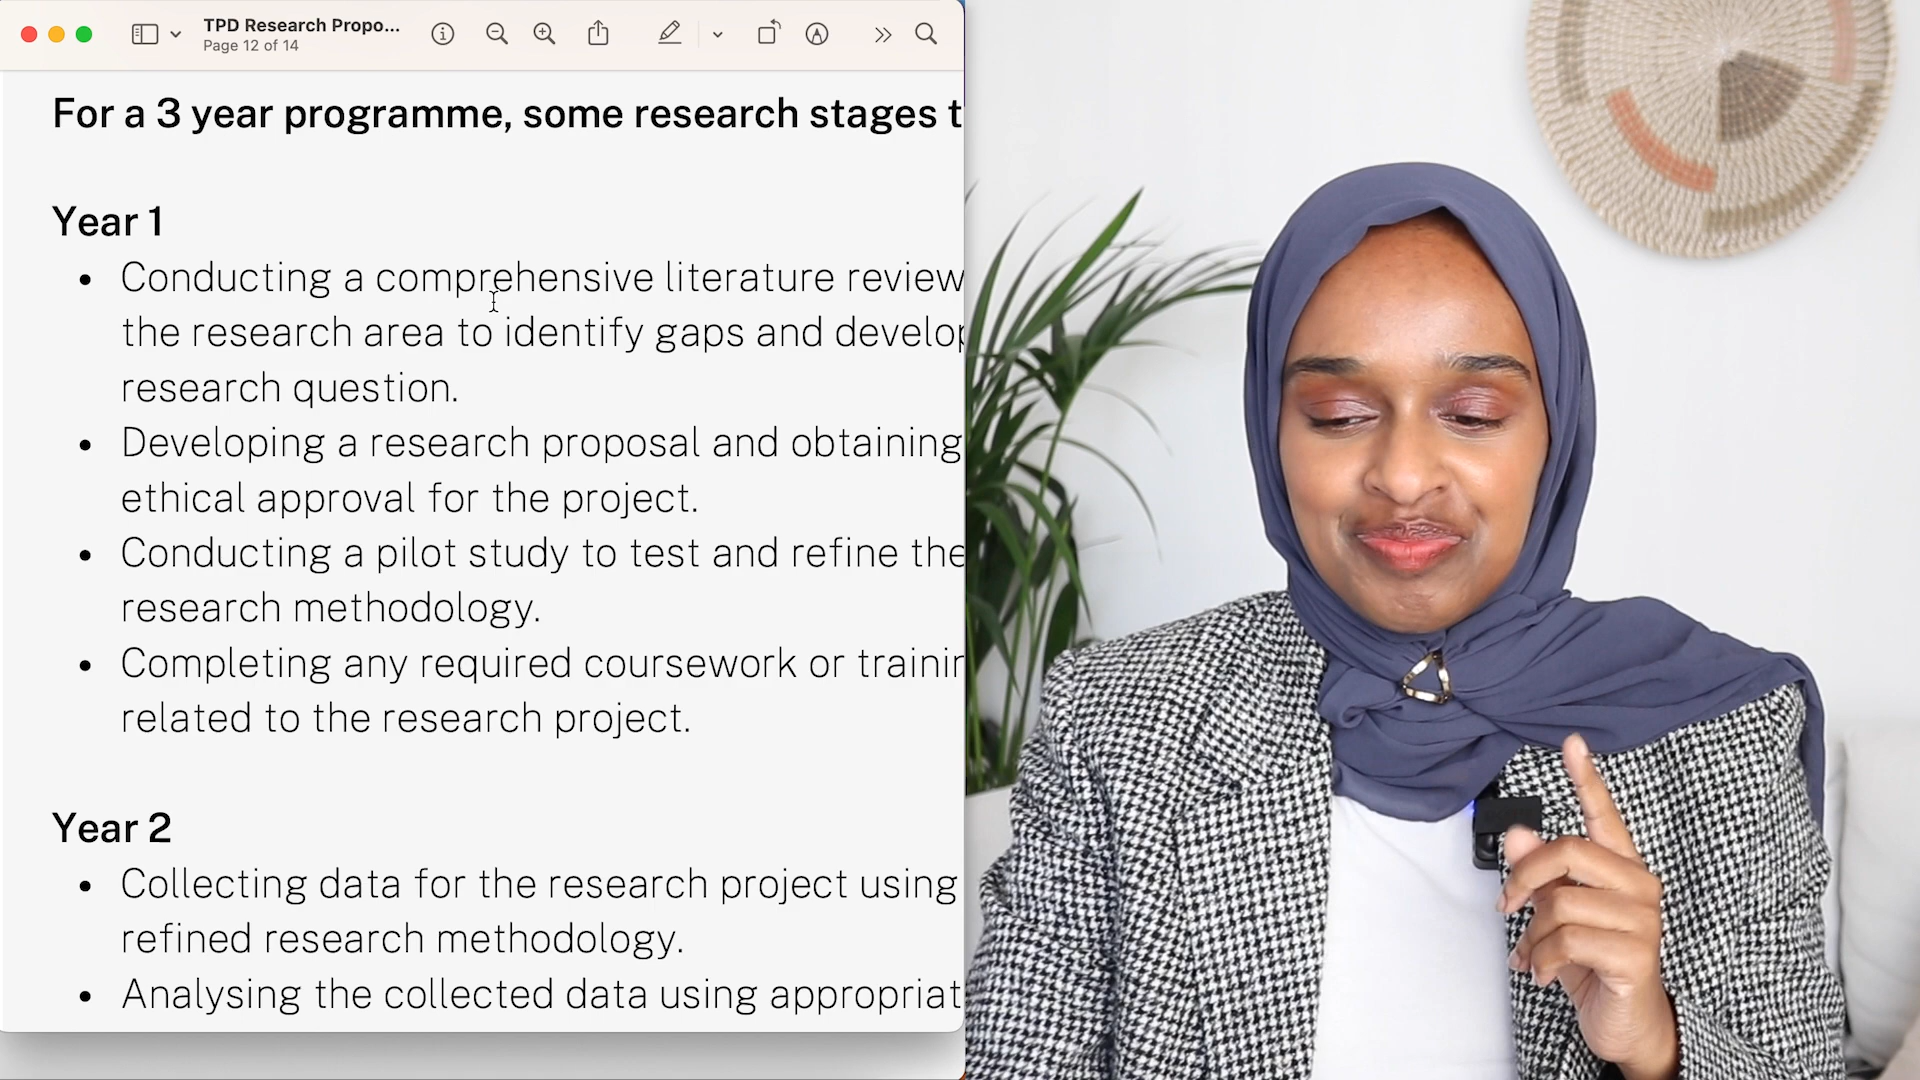 TPD Research Propo...
Page 12 of 14
For a 3 year programme, some research stages
Year 1
• Conducting a comprehensive literature review
the research area to identify gaps and develop
research question.
• Developing a research proposal and obtaining
ethical approval for the project.
• Conducting a pilot study to test and refine the
research methodology.
• Completing any required coursework or
related to the research project.
Year 2
• Collecting data for the research project using
refined research methodology.
• Analysing the collected data using